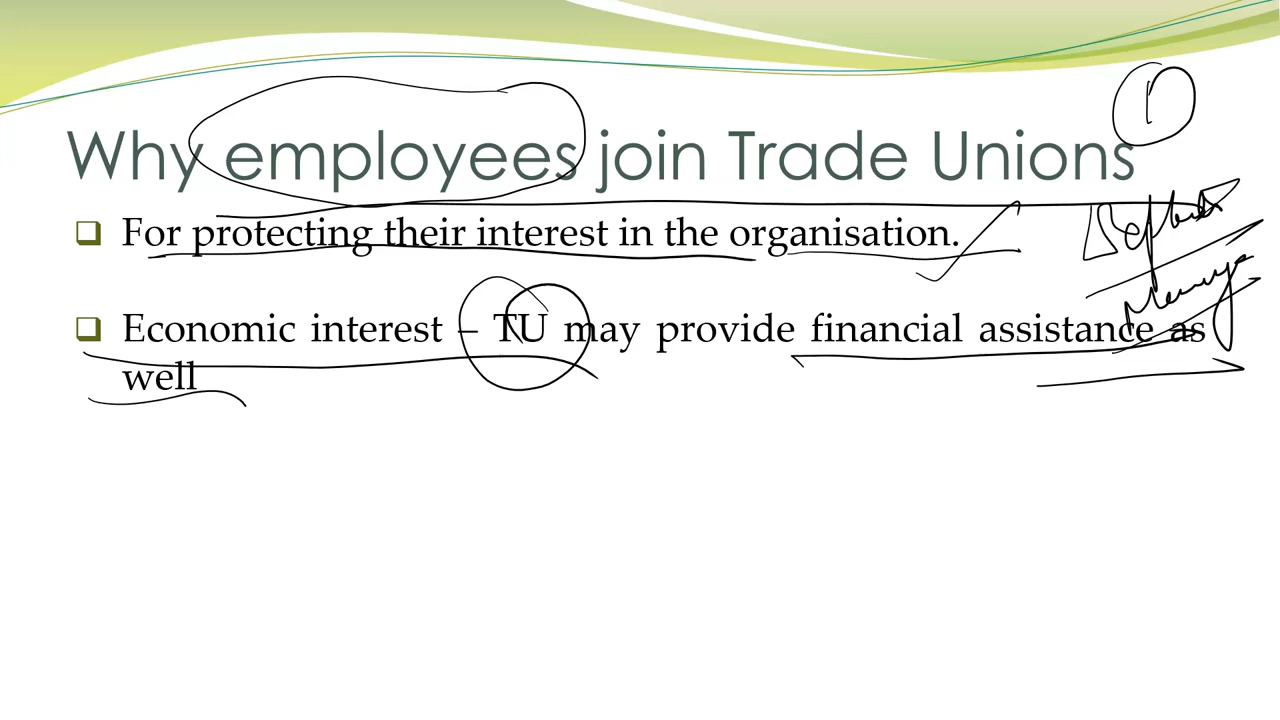 Why employees join Trade Unions
For protecting their interest in the organisation.
Economic interest – TU may provide financial assistance as
well